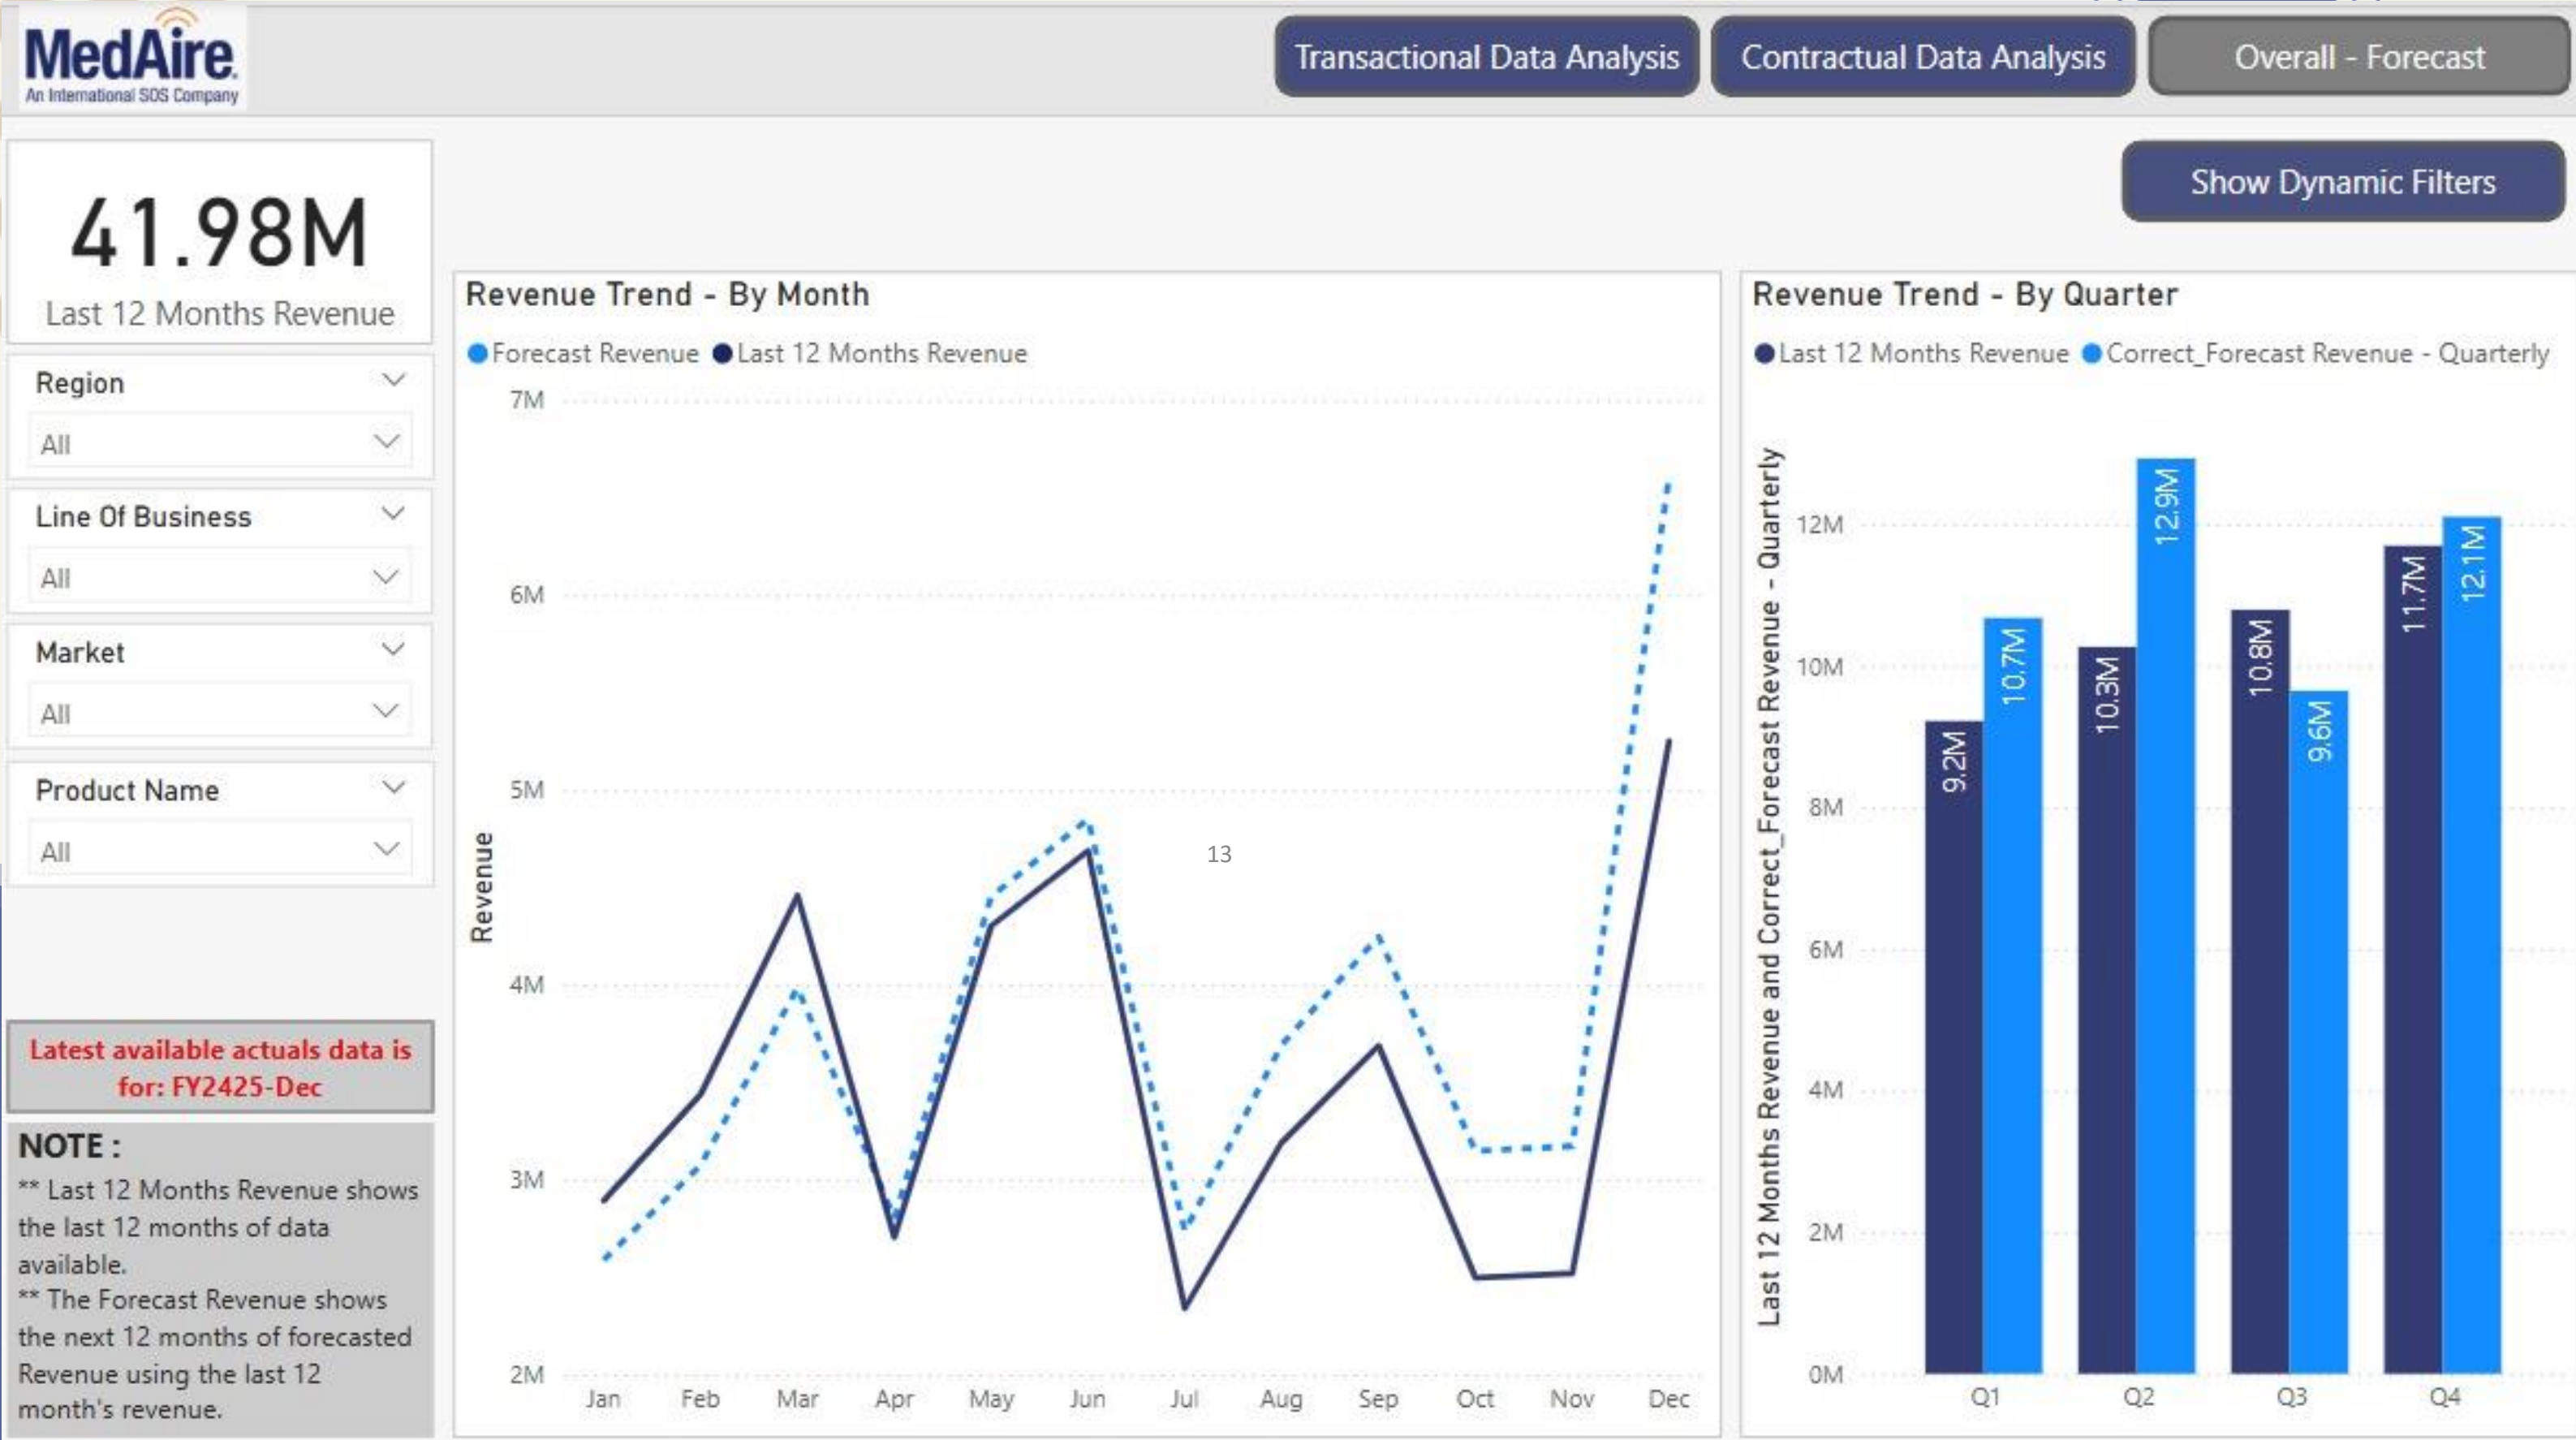 MedAire
An International SOS Company
Transactional Data Analysis
Contractual Data Analysis
Overall - Forecast
Show Dynamic Filters
41.98M
Last 12 Months Revenue
Region
All
Line Of Business
All
Market
All
Product Name
All
Latest available actuals data is
for: FY2425-Dec
NOTE :
** Last 12 Months Revenue shows
the last 12 months of data
available.
** The Forecast Revenue shows
the next 12 months of forecasted
Revenue using the last 12
month's revenue.
Revenue Trend - By Month
Forecast Revenue Last 12 Months Revenue
Revenue
7M
6M
5M
4M
3M
2M
13
Jan Feb Mar Apr May Jun Jul Aug Sep Oct Nov Dec
Revenue Trend - By Quarter
Last 12 Months Revenue Correct_Forecast Revenue - Quarterly
Last 12 Months Revenue and Correct_Forecast Revenue - Quarterly
12M
10M
8M
6M
4M
2M
0M
9.2M
10.7M
10.3M
12.9M
10.8M
9.6M
11.7M
12.1M
Q1 Q2 Q3 Q4